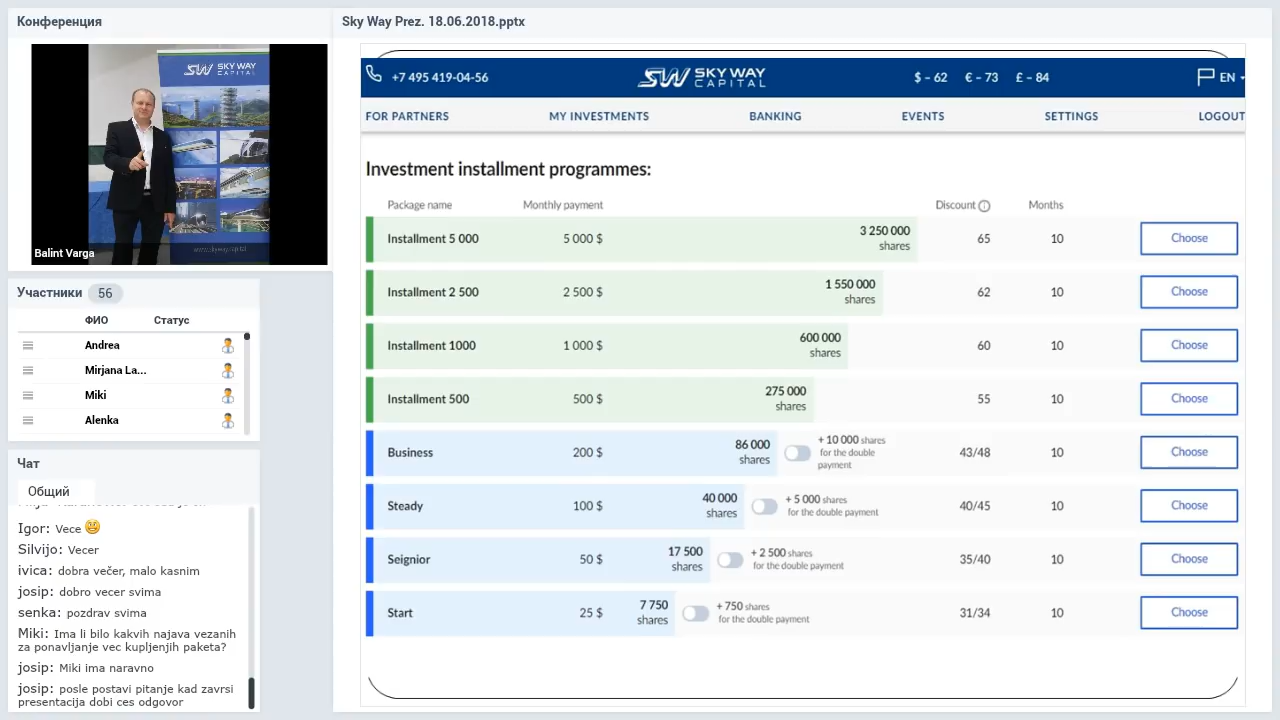 Конференция
Sky Way Prez. 18.06.2018.pptx
SKY WAY
CAPITAL
www.skyway.capital
Balint Varga
Участники 56
ФИО Статус
Andrea
Mirjana La...
Miki
Alenka
Чат
Общий
Igor: Vece
Silvijo: Vecer
ivica: dobra večer, malo kasnim
josip: dobro vecer svima
senka: pozdrav svima
Miki: Ima li bilo kakvih najava vezanih
za ponavljanje vec kupljenjih paketa?
josip: Miki ima naravno
josip: posle postavi pitanje kad zavrsi
presentacija dobi ces odgovor
+7 495 419-04-56
SW SKY WAY
CAPITAL
$ – 62 € – 73 £ – 84
EN
FOR PARTNERS MY INVESTMENTS BANKING EVENTS SETTINGS LOGOUT
Investment installment programmes:
Package name Monthly payment Discount Months
Installment 5 000 5 000 $ 3 250 000 shares 65 10 Choose
Installment 2 500 2 500 $ 1 550 000 shares 62 10 Choose
Installment 1000 1 000 $ 600 000 shares 60 10 Choose
Installment 500 500 $ 275 000 shares 55 10 Choose
Business 200 $ 86 000 shares + 10 000 shares for the double payment 43/48 10 Choose
Steady 100 $ 40 000 shares + 5 000 shares for the double payment 40/45 10 Choose
Seignior 50 $ 17 500 shares + 2 500 shares for the double payment 35/40 10 Choose
Start 25 $ 7 750 shares + 750 shares for the double payment 31/34 10 Choose